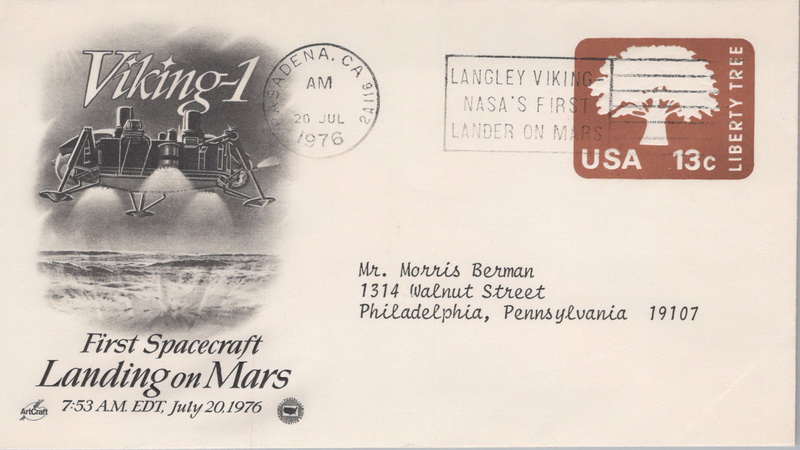 Viking-1
PASADENA, CA 911
AM
20 JUL
1976
LANGLEY VIKING-
NASA'S FIRST
LANDER ON MARS
LIBERTY TREE
USA 13c
Mr. Morris Berman
1314 Walnut Street
Philadelphia, Pennsylvania 19107
First Spacecraft
Landing on Mars
7:53 A.M. EDT, July 20, 1976
ArtCraft